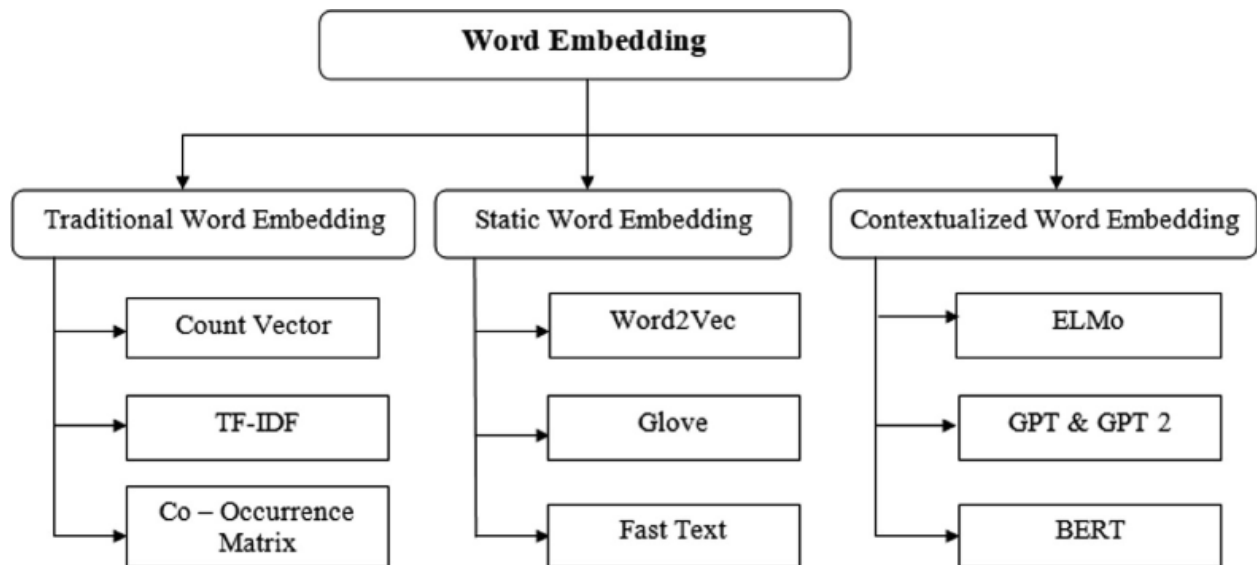 Word Embedding
Traditional Word Embedding
Static Word Embedding
Contextualized Word Embedding
Count Vector
Word2Vec
ELMo
TF-IDF
Glove
GPT & GPT 2
Co – Occurrence
Matrix
Fast Text
BERT